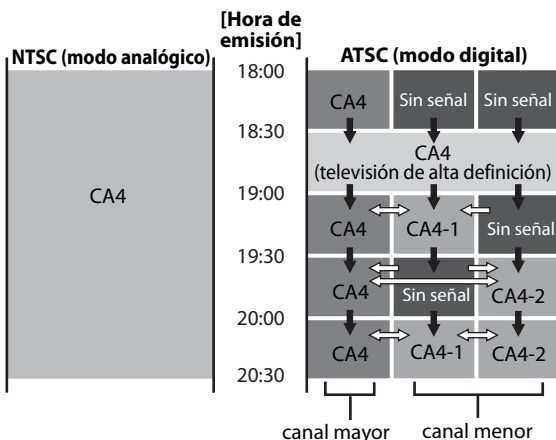 [Hora de
emisión]
NTSC (modo analógico)
ATSC (modo digital)
18:00
CA4
Sin señal
Sin señal
18:30
CA4
(televisión de alta definición)
19:00
CA4
CA4
CA4-1
Sin señal
19:30
CA4
Sin señal
CA4-2
20:00
CA4
CA4-1
CA4-2
20:30
canal mayor
canal menor